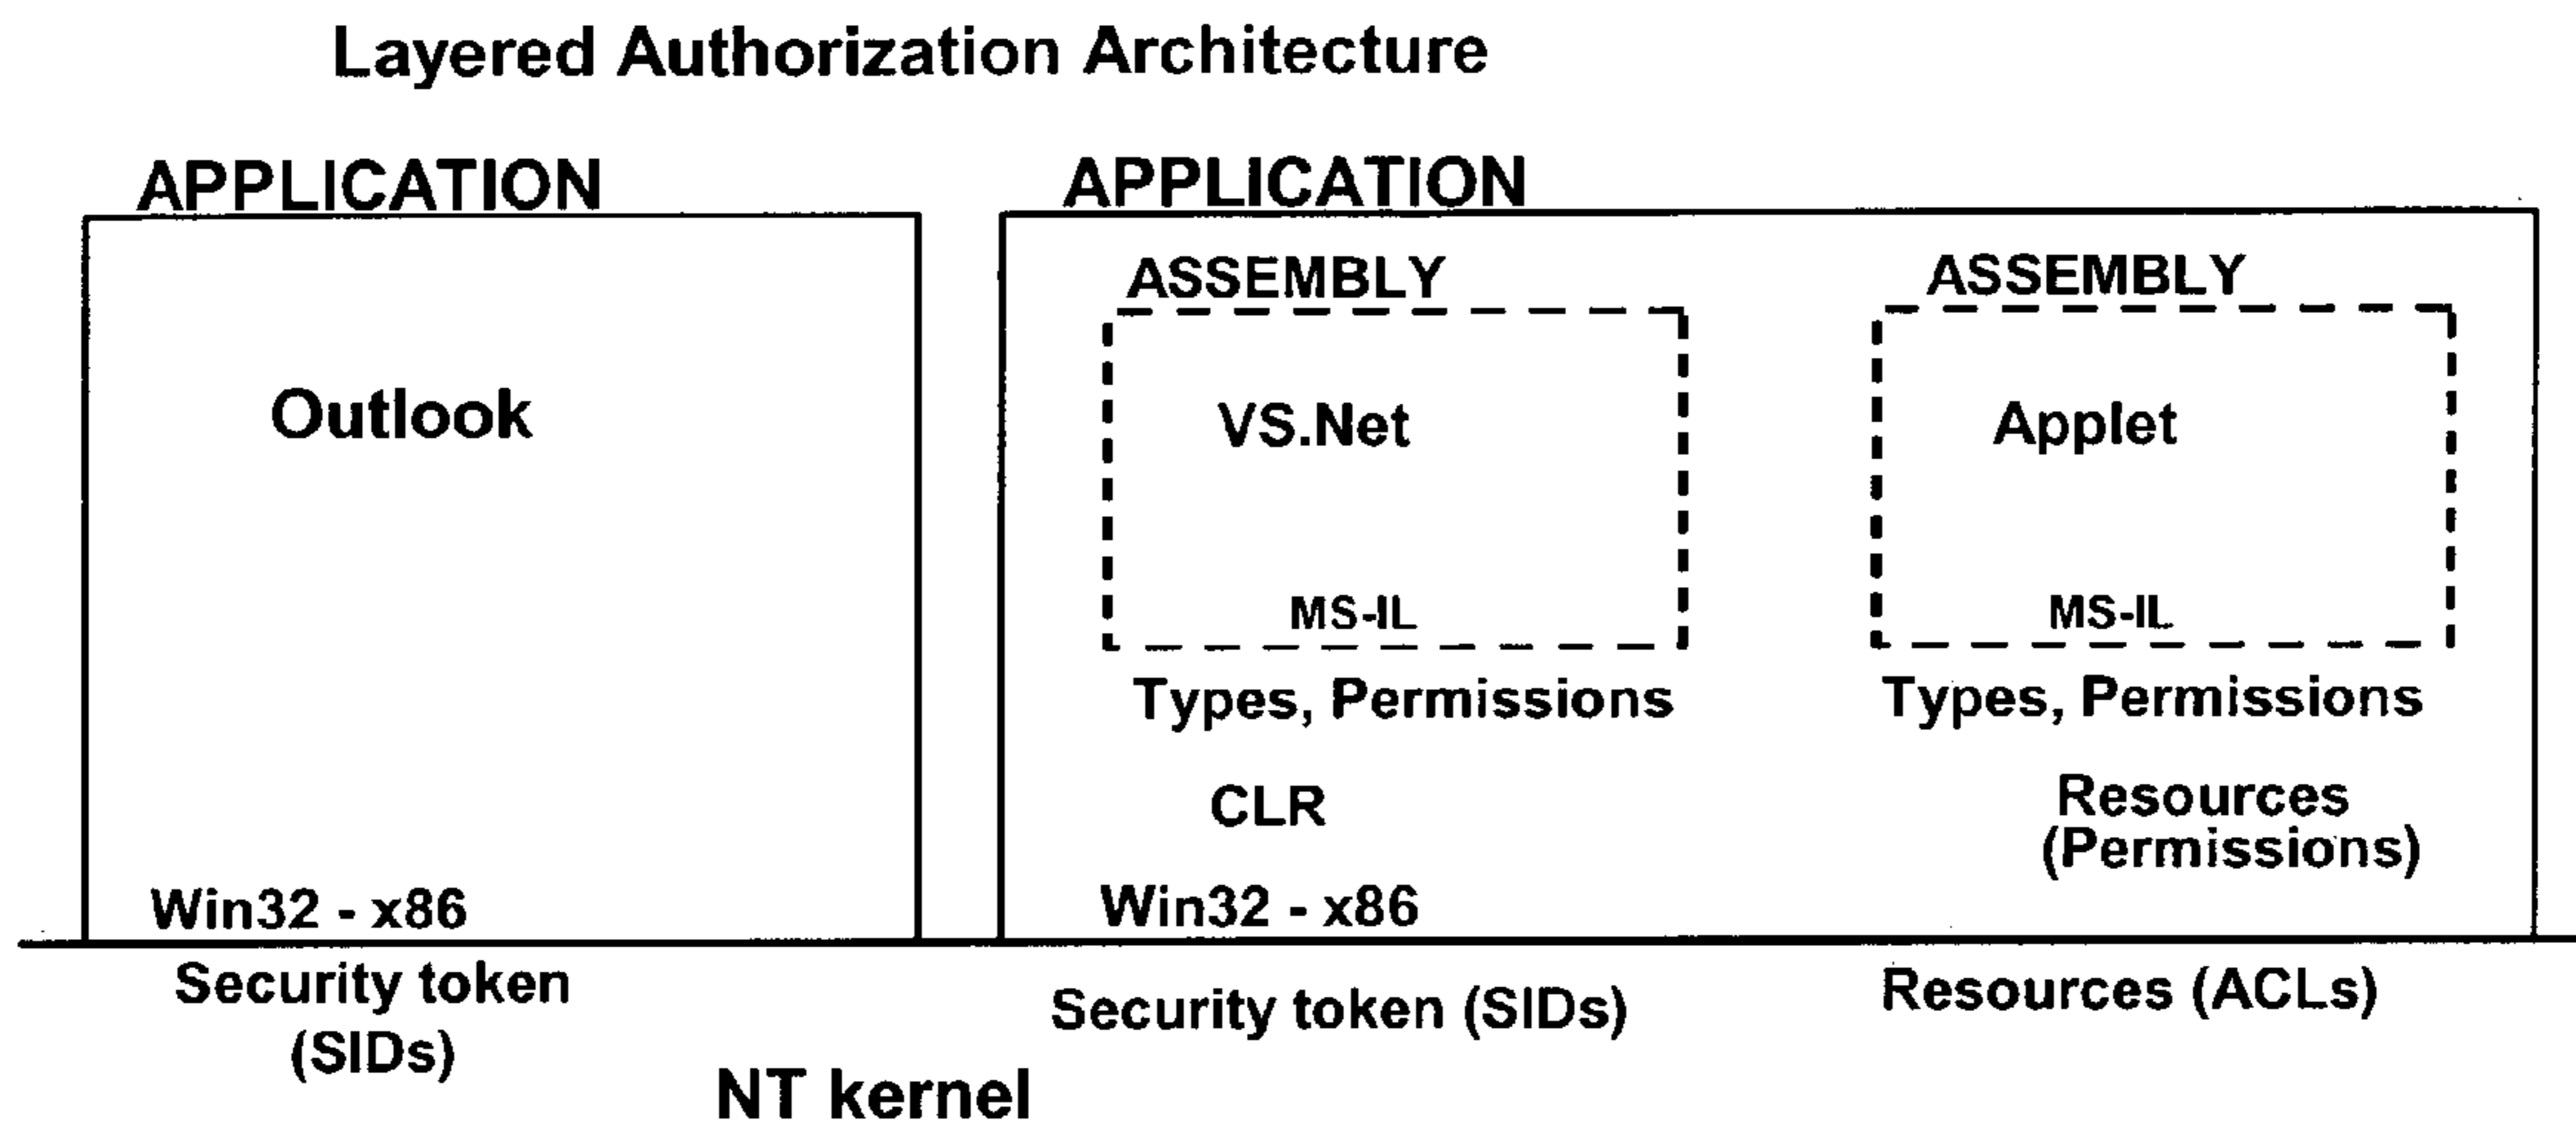 Layered Authorization Architecture
APPLICATION
Outlook
Win32 - x86
APPLICATION
ASSEMBLY
VS.Net
MS-IL
Types, Permissions
ASSEMBLY
Applet
MS-IL
Types, Permissions
CLR
Resources
(Permissions)
Win32 - x86
Security token
(SIDs)
Security token (SIDs)
Resources (ACLs)
NT kernel